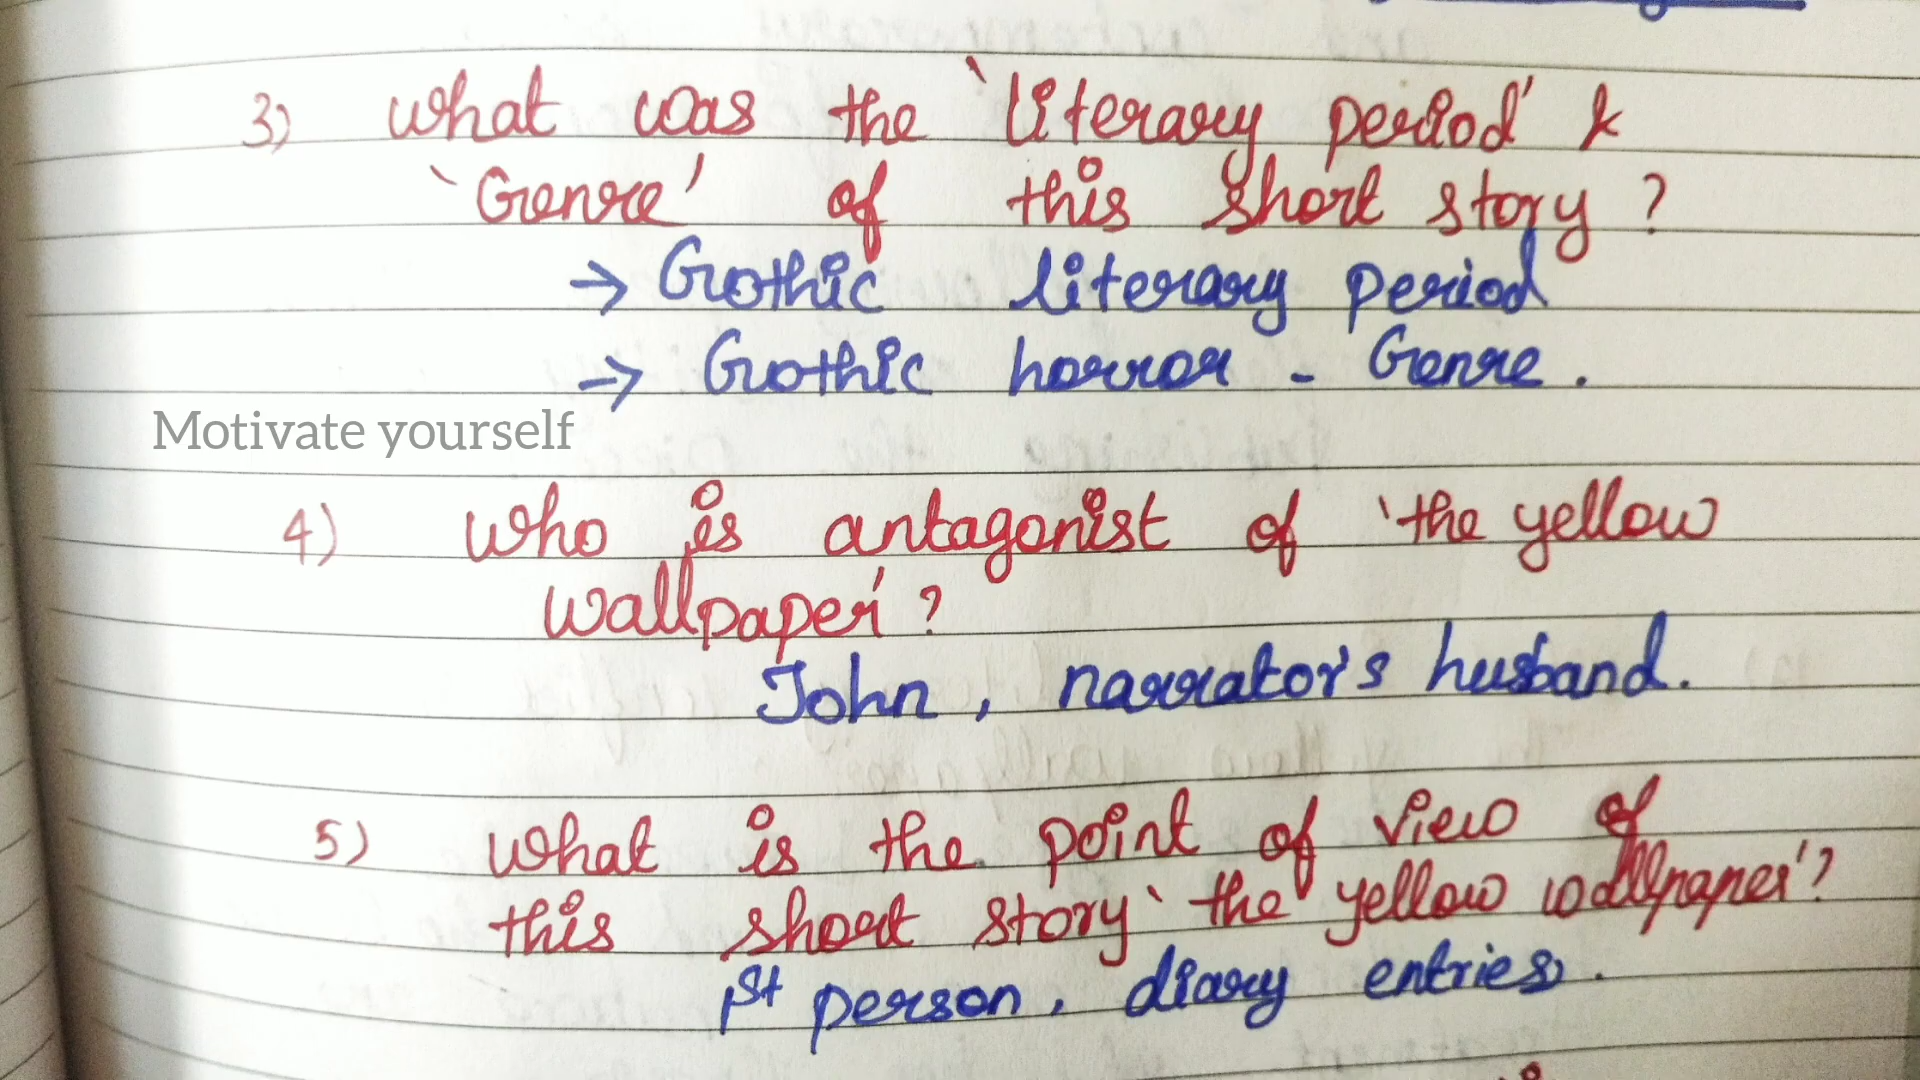 3) What was the 'literary period' &
'Genre' of this short story ?
→ Gothic literary period
→ Gothic horror - Genre.
Motivate yourself
4) Who is antagonist of 'the yellow
wallpaper' ?
John, narrator's husband.
5) What is the point of view of
this short story 'the yellow wallpaper' ?
1st person, diary entries.